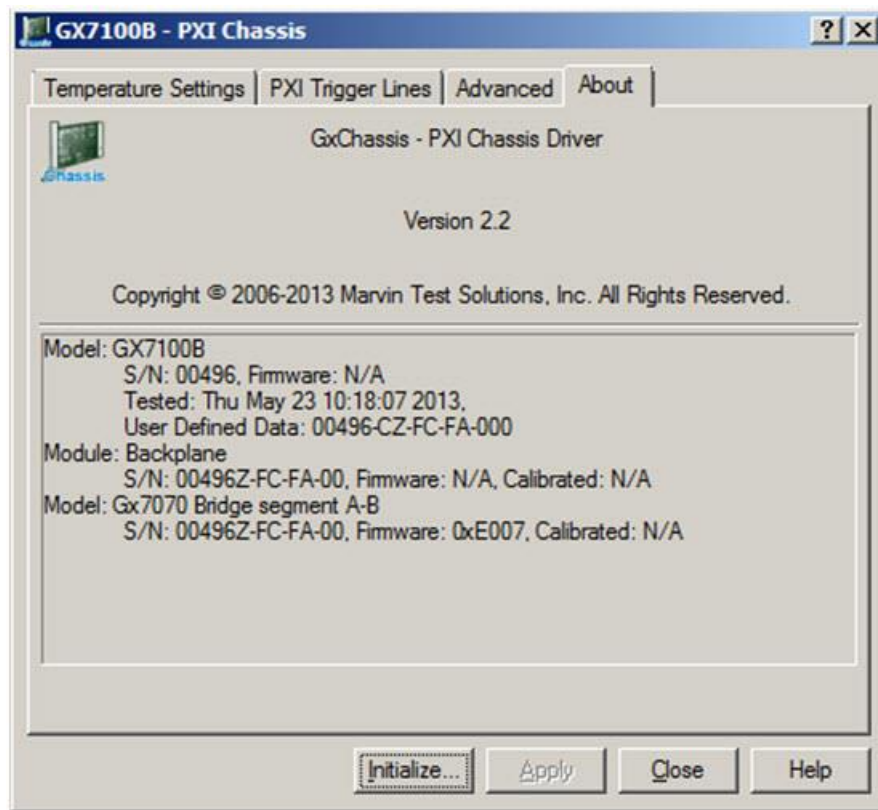 GX7100B - PXI Chassis
Temperature Settings PXI Trigger Lines Advanced About
GxChassis - PXI Chassis Driver
Chassis
Version 2.2
Copyright © 2006-2013 Marvin Test Solutions, Inc. All Rights Reserved.
Model: GX7100B
S/N: 00496, Firmware: N/A
Tested: Thu May 23 10:18:07 2013,
User Defined Data: 00496-CZ-FC-FA-000
Module: Backplane
S/N: 00496Z-FC-FA-00, Firmware: N/A, Calibrated: N/A
Model: Gx7070 Bridge segment A-B
S/N: 00496Z-FC-FA-00, Firmware: 0xE007, Calibrated: N/A
Initialize... Apply Close Help